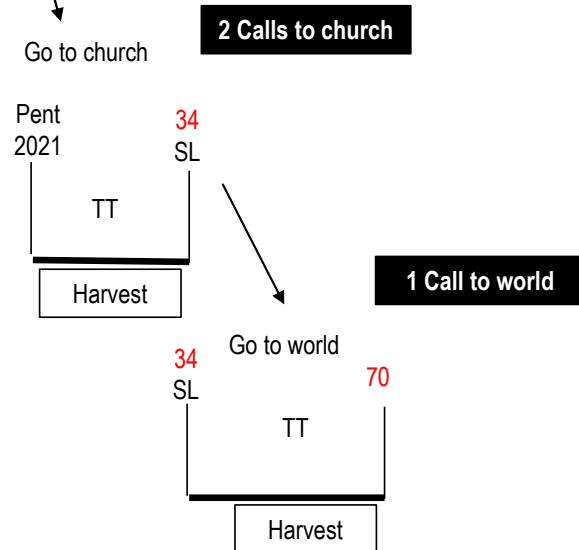 2 Calls to church
Go to church
Pent
2021
34
SL
TT
Harvest
1 Call to world
Go to world
34
SL
70
TT
Harvest